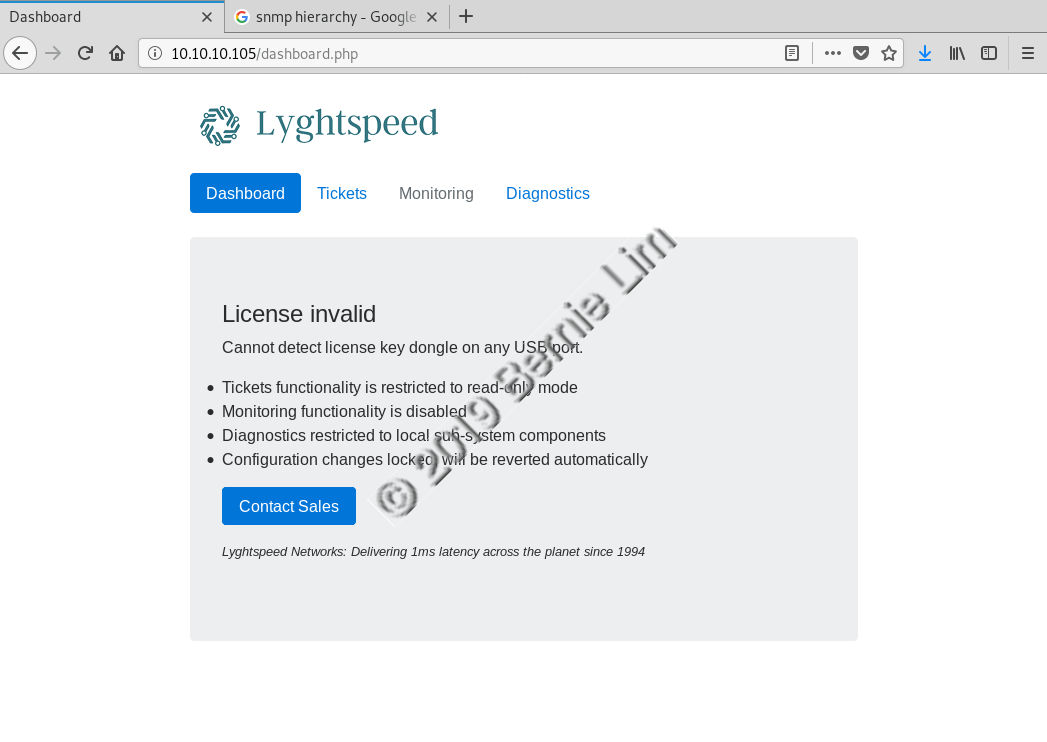 Dashboard
snmp hierarchy - Google
10.10.10.105/dashboard.php
Lyghtspeed
Dashboard Tickets Monitoring Diagnostics
License invalid
Cannot detect license key dongle on any USB port.
Tickets functionality is restricted to read-only mode
Monitoring functionality is disabled
Diagnostics restricted to local sub-system components
Configuration changes locked, will be reverted automatically
Contact Sales
Lyghtspeed Networks: Delivering 1ms latency across the planet since 1994
© 2019 Bernie Lim